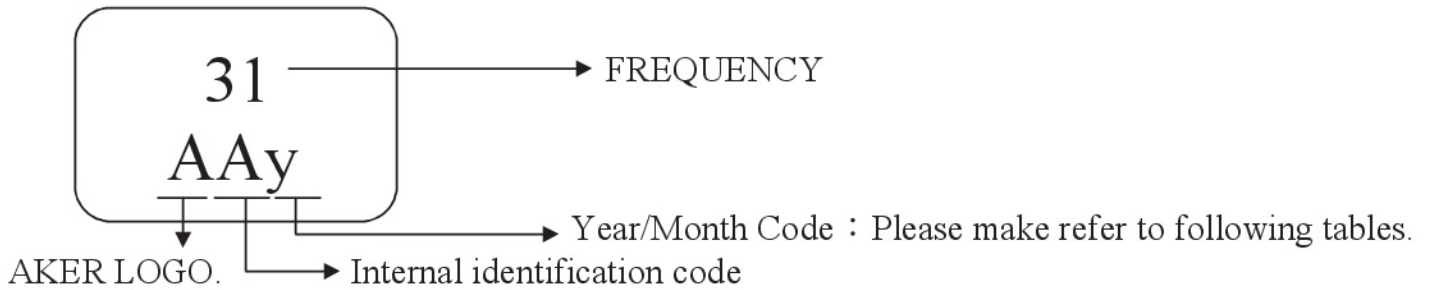 31 FREQUENCY
AAy
Year/Month Code：Please make refer to following tables.
AKER LOGO. Internal identification code